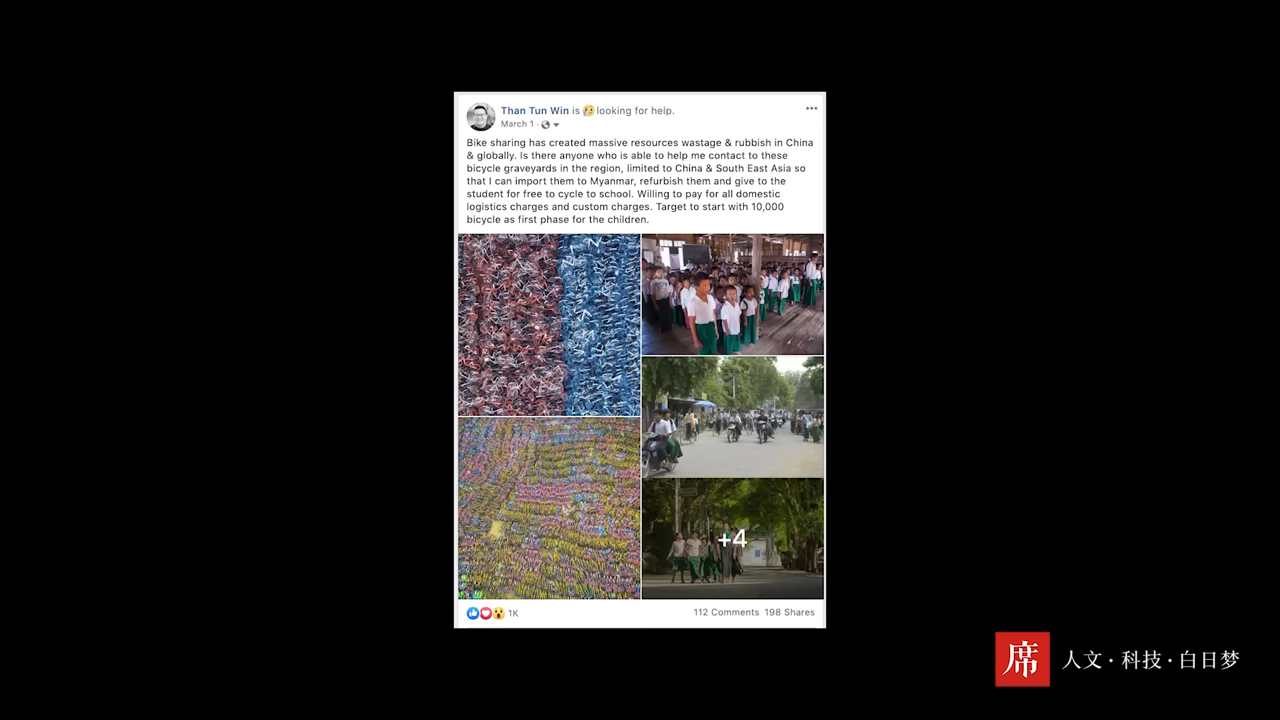 Than Tun Win is looking for help.
March 1
Bike sharing has created massive resources wastage & rubbish in China
& globally. Is there anyone who is able to help me contact to these
bicycle graveyards in the region, limited to China & South East Asia so
that I can import them to Myanmar, refurbish them and give to the
student for free to cycle to school. Willing to pay for all domestic
logistics charges and custom charges. Target to start with 10,000
bicycle as first phase for the children.
+4
1K
112 Comments 198 Shares
席 人文·科技·白日梦